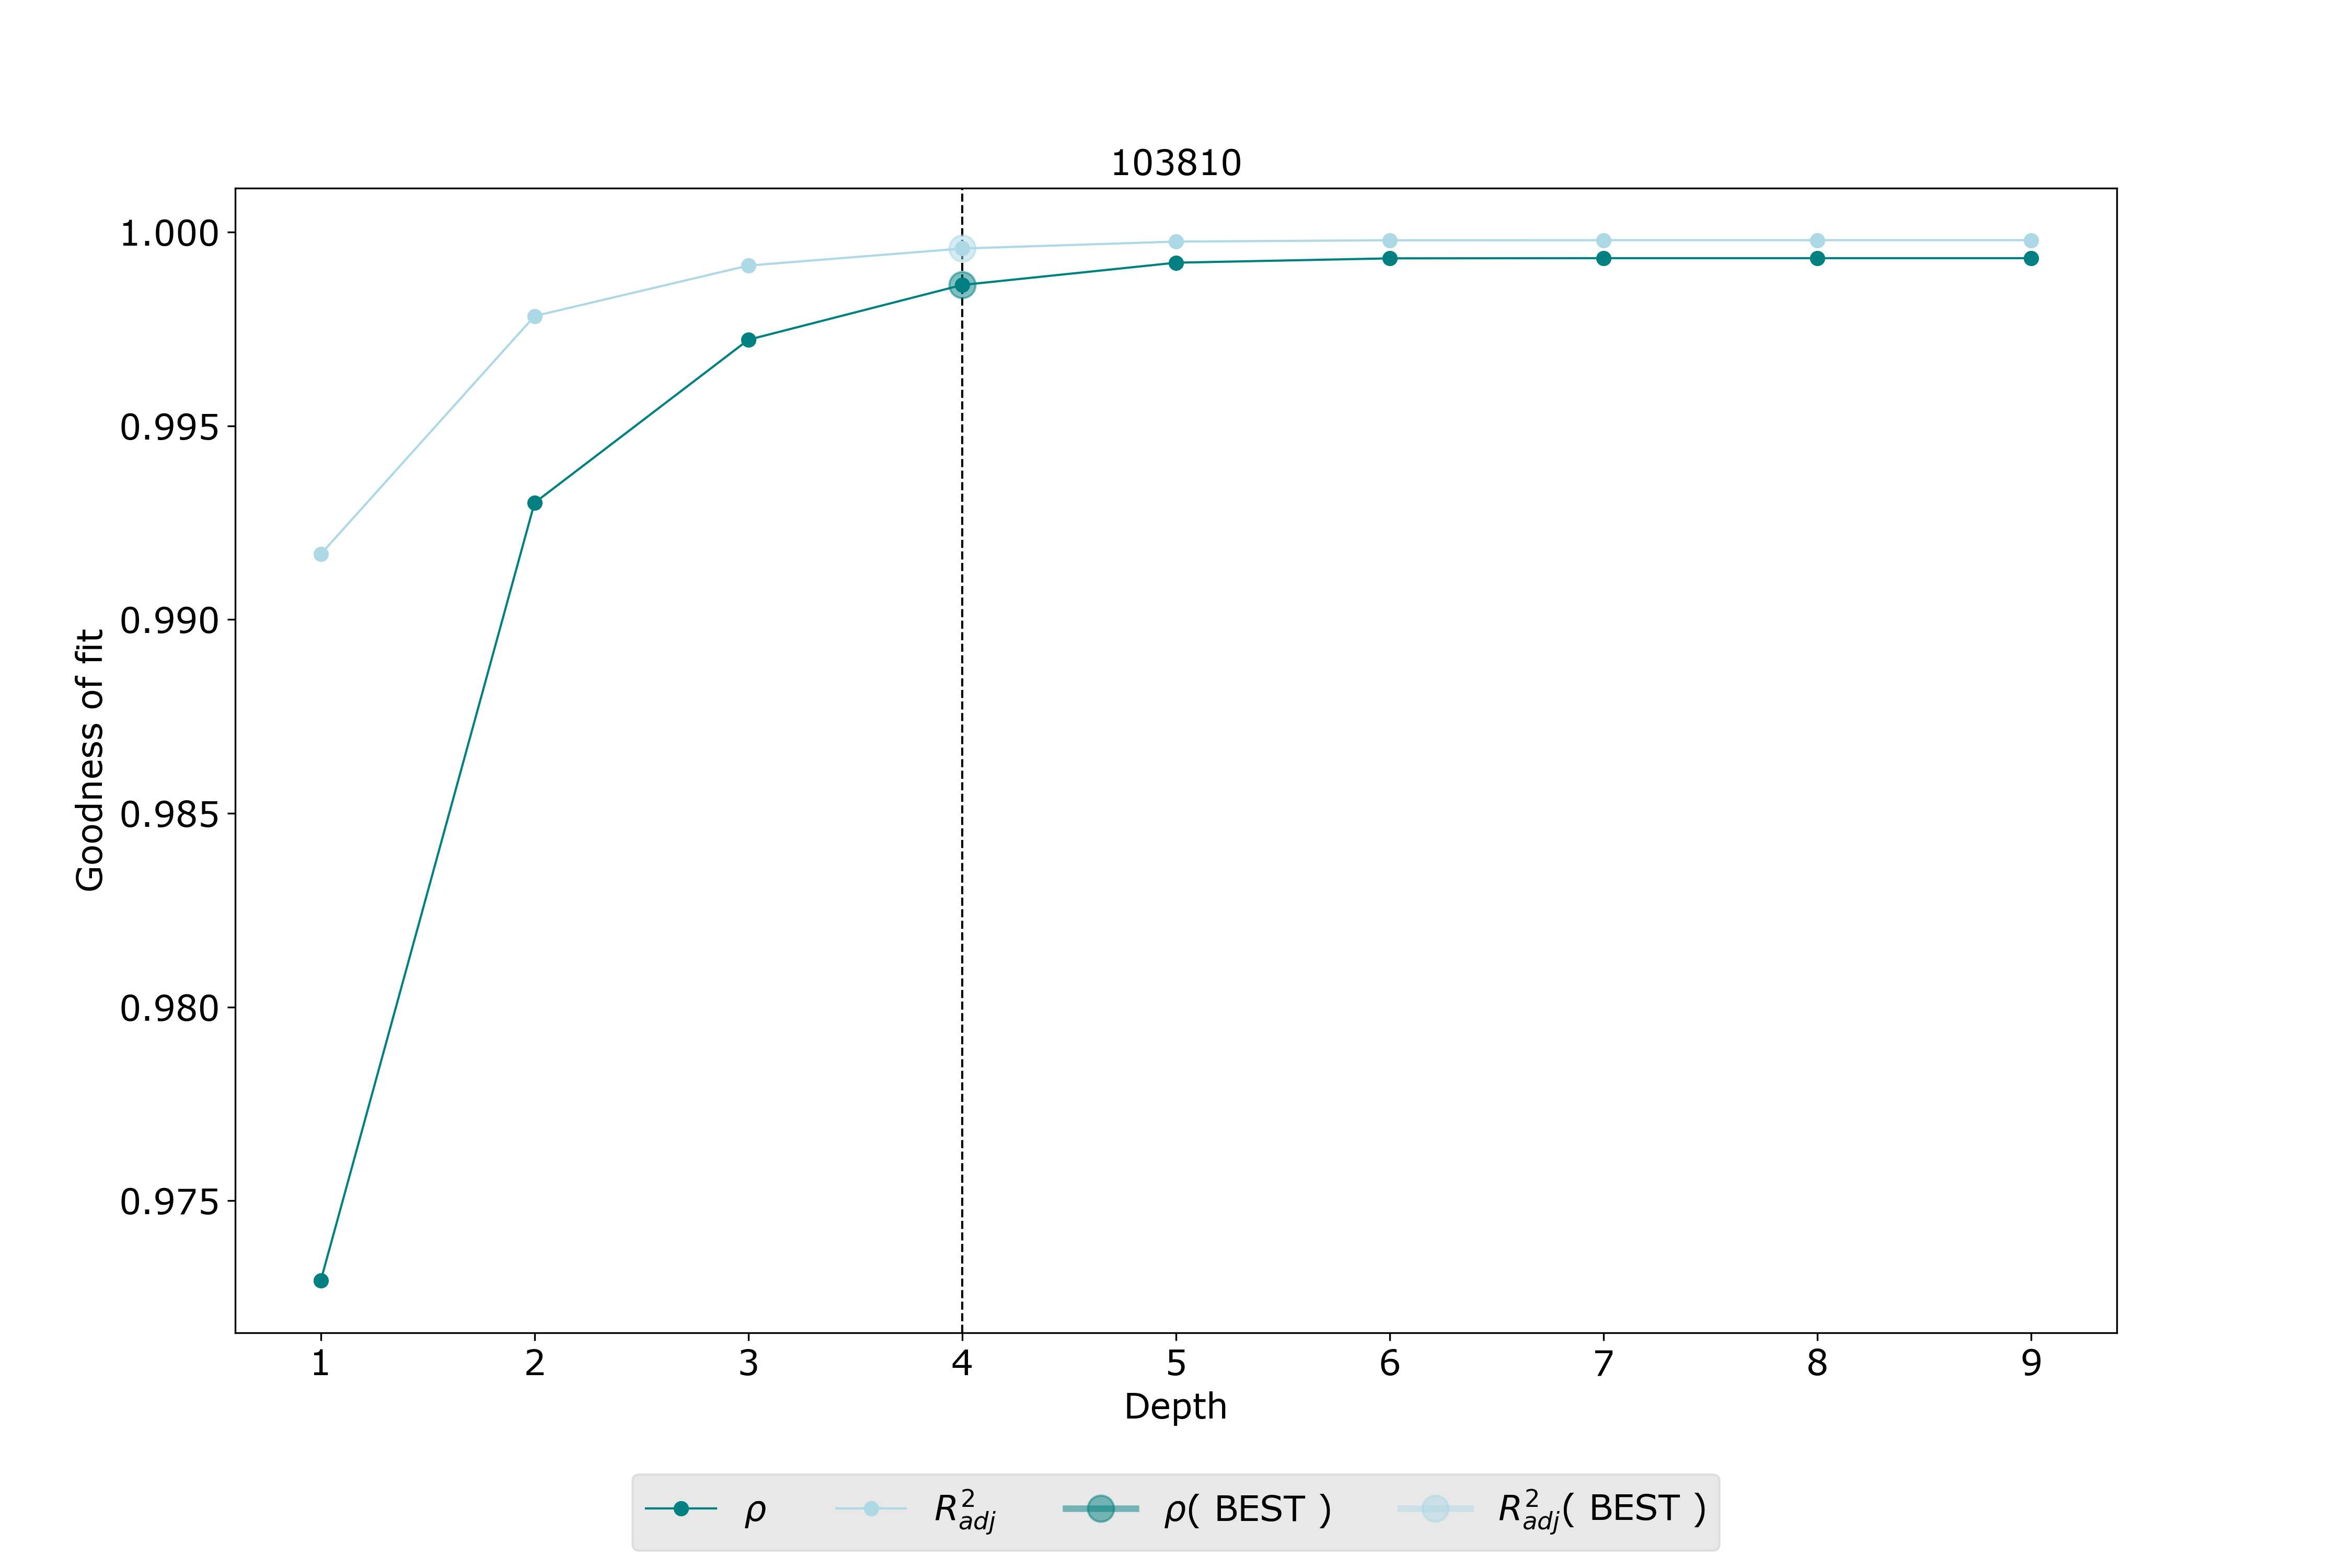 103810
1.000
0.995
0.990
0.985
0.980
0.975
Goodness of fit
1 2 3 4 5 6 7 8 9
Depth
ρ R²adj ρ( BEST ) R²adj( BEST )